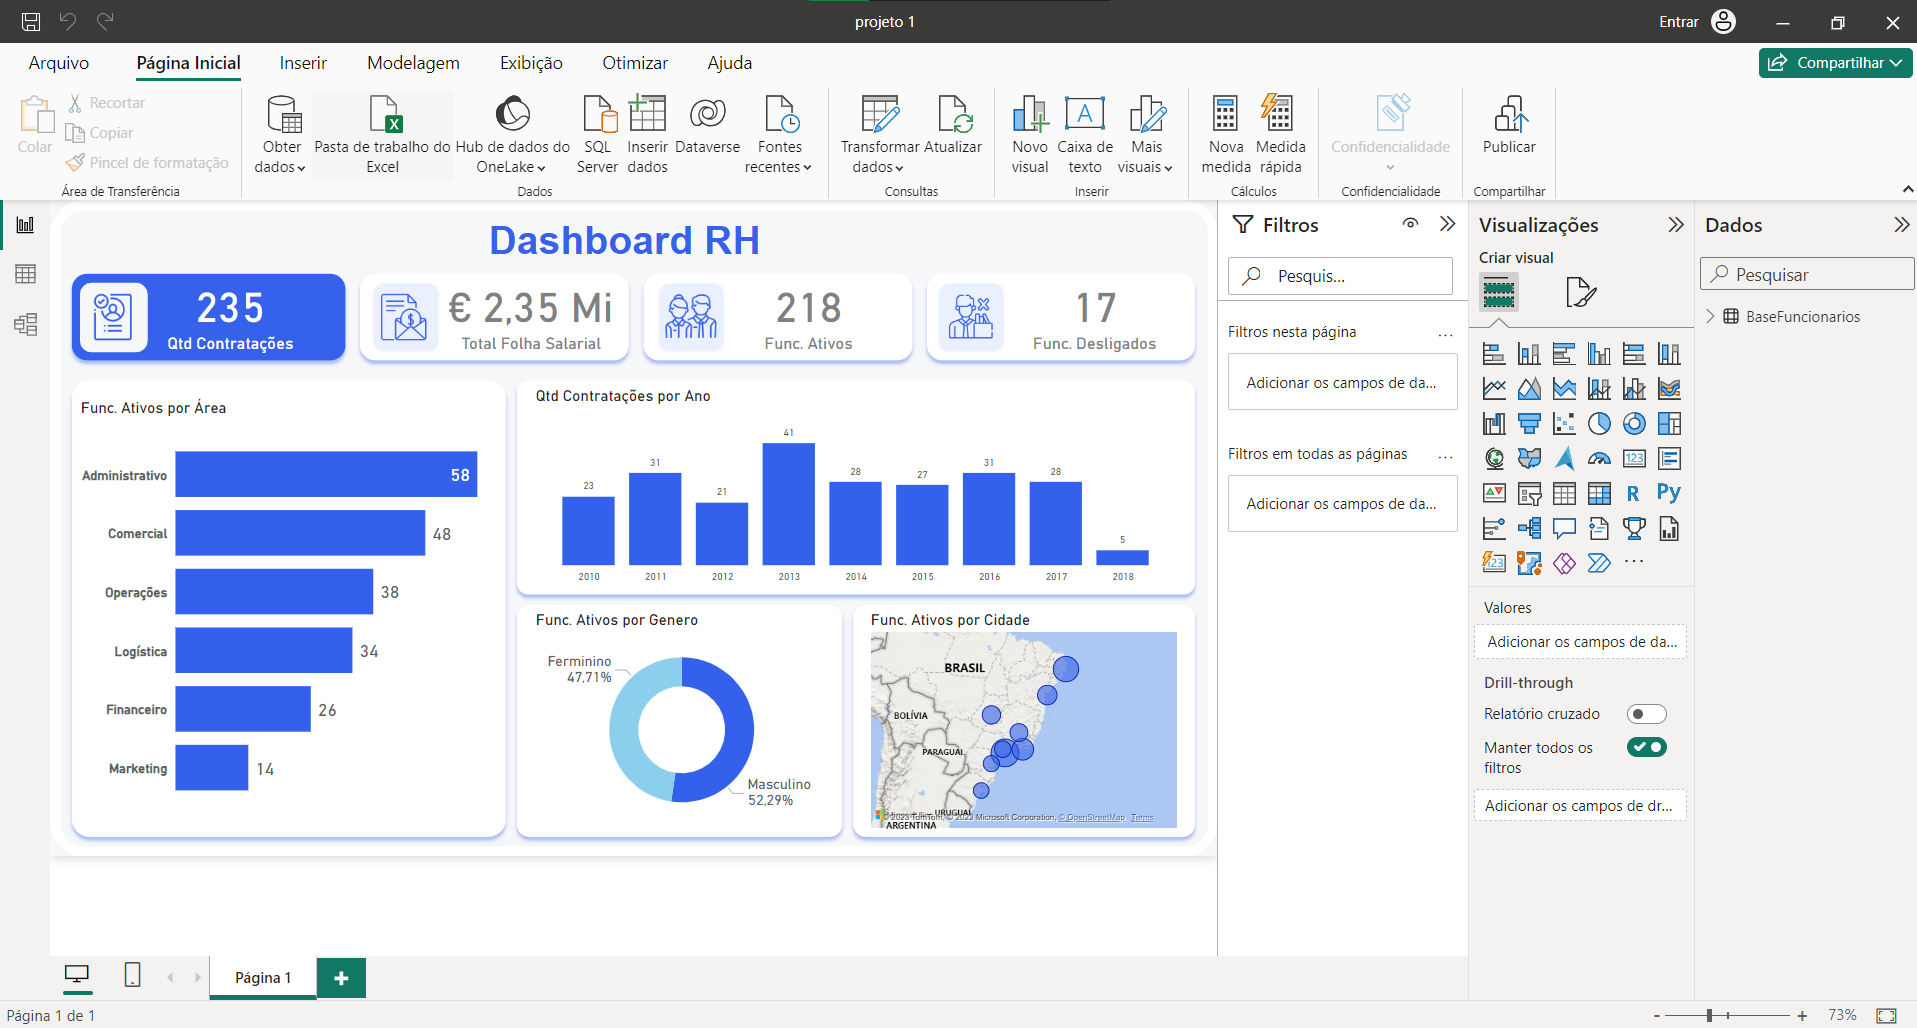 projeto 1
Entrar
Arquivo
Página Inicial
Inserir
Modelagem
Exibição
Otimizar
Ajuda
Compartilhar
Colar
Recortar
Copiar
Pincel de formatação
Área de Transferência
Obter dados
Pasta de trabalho do Excel
Hub de dados do OneLake
SQL Server
Inserir dados
Dataverse
Fontes recentes
Dados
Transformar dados
Atualizar
Consultas
Novo visual
Caixa de texto
Mais visuais
Inserir
Nova medida
Medida rápida
Cálculos
Confidencialidade
Confidencialidade
Publicar
Compartilhar
Dashboard RH
235
Qtd Contratações
€ 2,35 Mi
Total Folha Salarial
218
Func. Ativos
17
Func. Desligados
Func. Ativos por Área
Administrativo 58
Comercial 48
Operações 38
Logística 34
Financeiro 26
Marketing 14
Qtd Contratações por Ano
23 31 21 41 28 27 31 28 5
2010 2011 2012 2013 2014 2015 2016 2017 2018
Func. Ativos por Genero
Ferminino
47,71%
Masculino
52,29%
Func. Ativos por Cidade
BRASIL
BOLÍVIA
PARAGUAI
URUGUAI
ARGENTINA
© 2023 TomTom, © 2023 Microsoft Corporation, © OpenStreetMap Terms
Filtros
Pesquis...
Filtros nesta página ...
Adicionar os campos de da...
Filtros em todas as páginas ...
Adicionar os campos de da...
Visualizações
Criar visual
123
R
Py
123
...
Valores
Adicionar os campos de da...
Drill-through
Relatório cruzado
Manter todos os
filtros
Adicionar os campos de dr...
Dados
Pesquisar
BaseFuncionarios
Página 1
+
Página 1 de 1
- + 73%